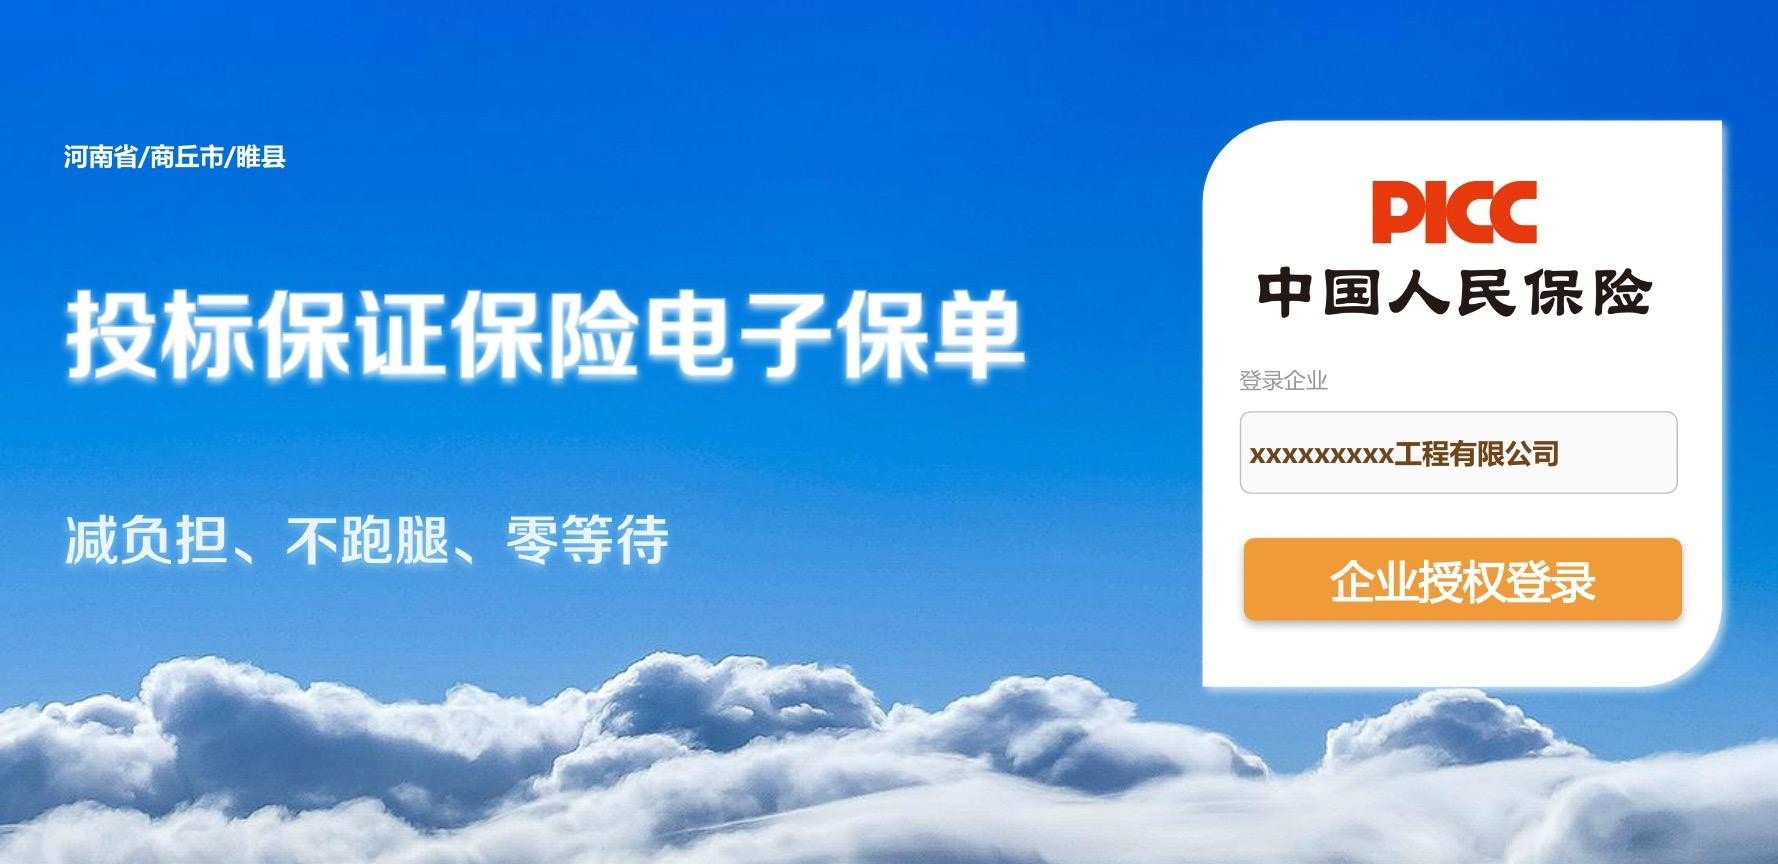 河南省/商丘市/睢县
投标保证保险电子保单
减负担、不跑腿、零等待
PICC
中国人民保险
登录企业
xxxxxxxxx工程有限公司
企业授权登录